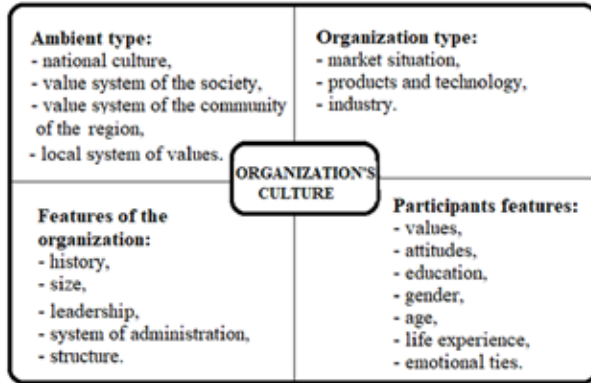 Ambient type:
- national culture,
- value system of the society,
- value system of the community
of the region,
- local system of values.
Organization type:
- market situation,
- products and technology,
- industry.
ORGANIZATION'S
CULTURE
Features of the
organization:
- history,
- size,
- leadership,
- system of administration,
- structure.
Participants features:
- values,
- attitudes,
- education,
- gender,
- age,
- life experience,
- emotional ties.